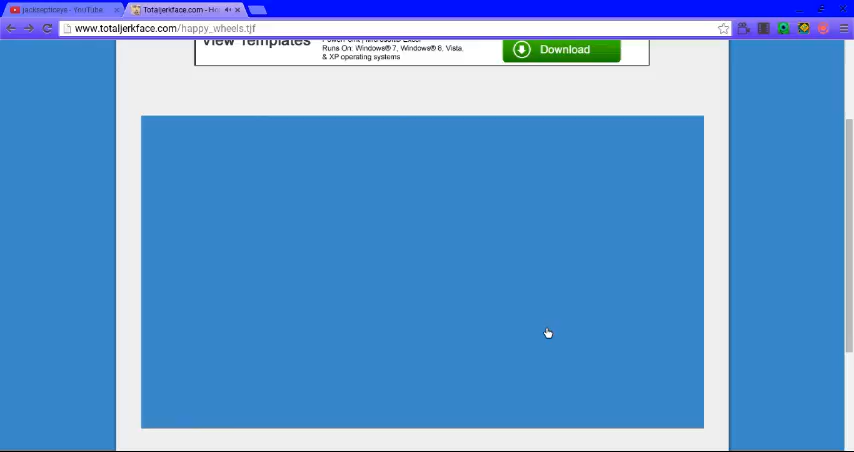 jacksepticeye - YouTube
Totaljerkface.com - Ha
www.totaljerkface.com/happy_wheels.tjf
View Templates
Runs On: Windows® 7, Windows® 8, Vista,
& XP operating systems
Download